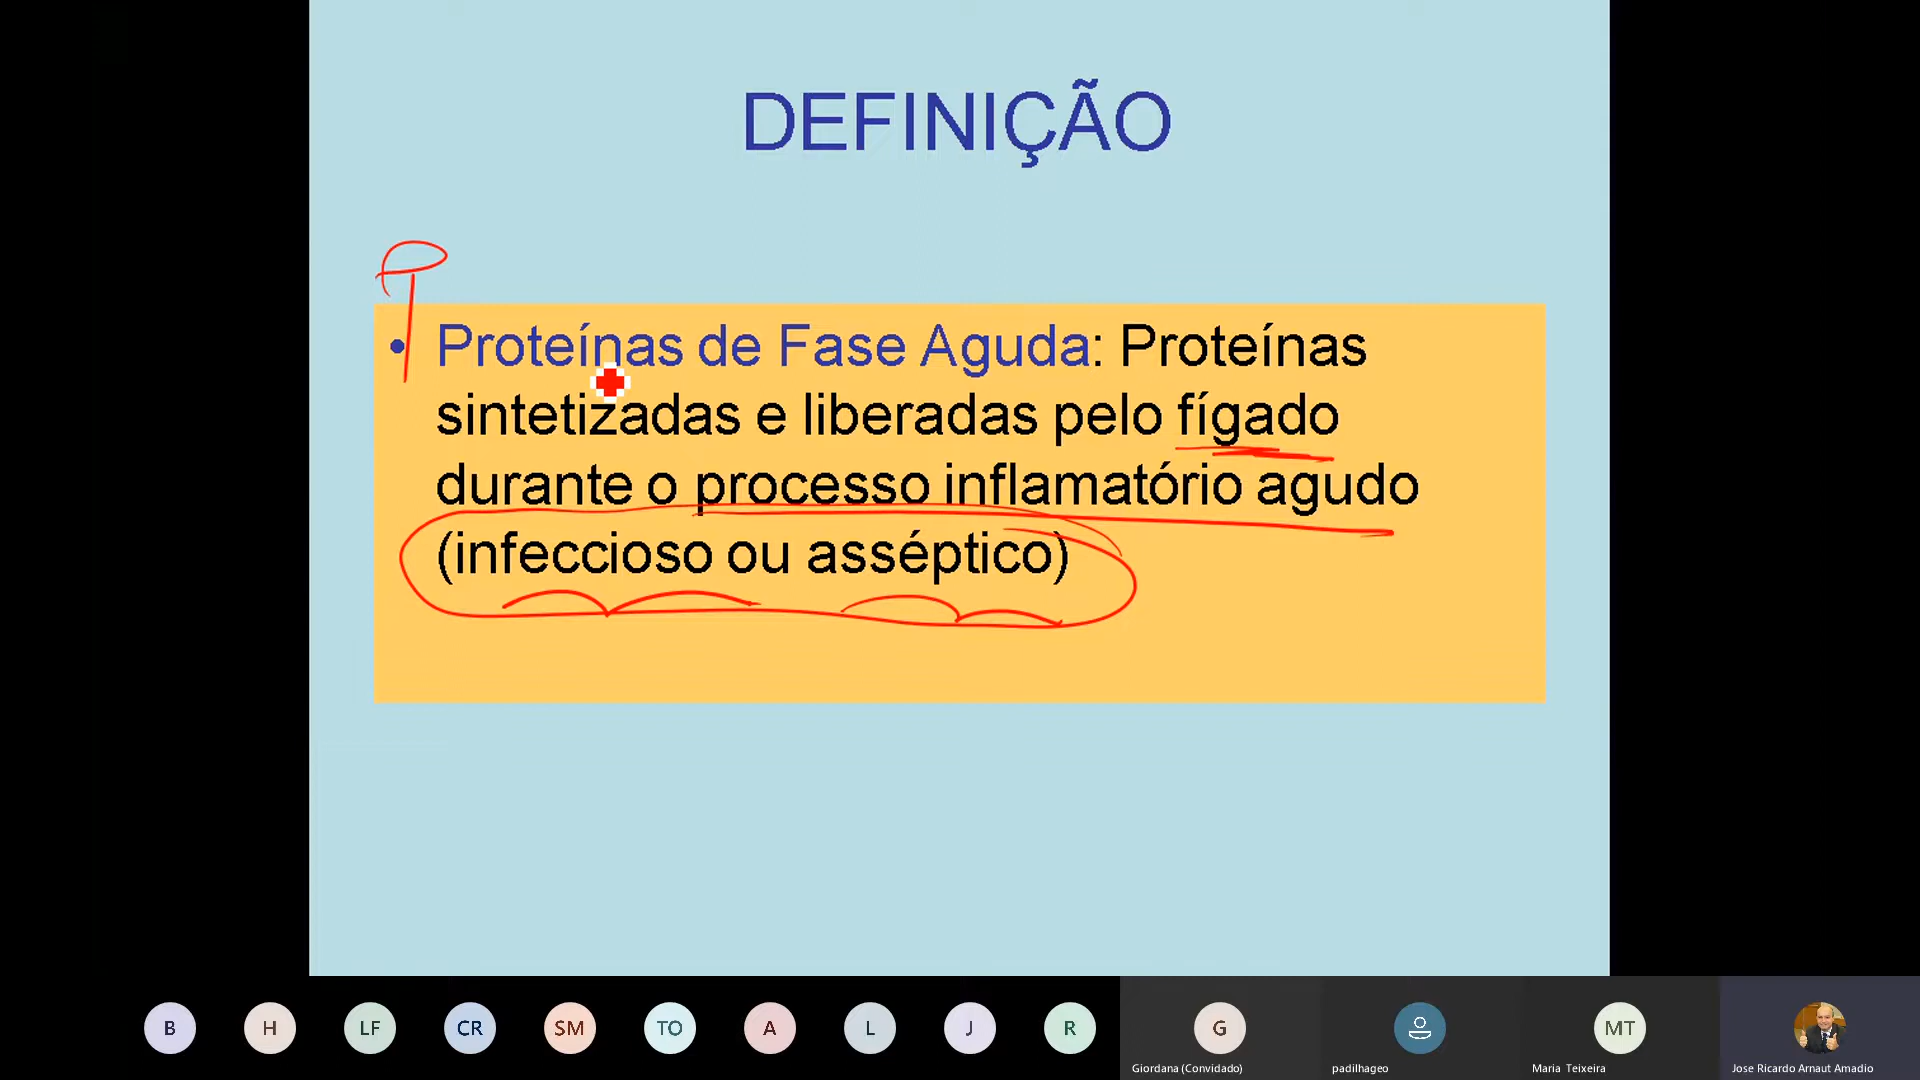 DEFINIÇÃO
• Proteínas de Fase Aguda: Proteínas
sintetizadas e liberadas pelo fígado
durante o processo inflamatório agudo
(infeccioso ou asséptico)
B H LF CR SM TO A L J R G MT
Giordana (Convidado) padilhageo Maria Teixeira Jose Ricardo Arnaut Amadio